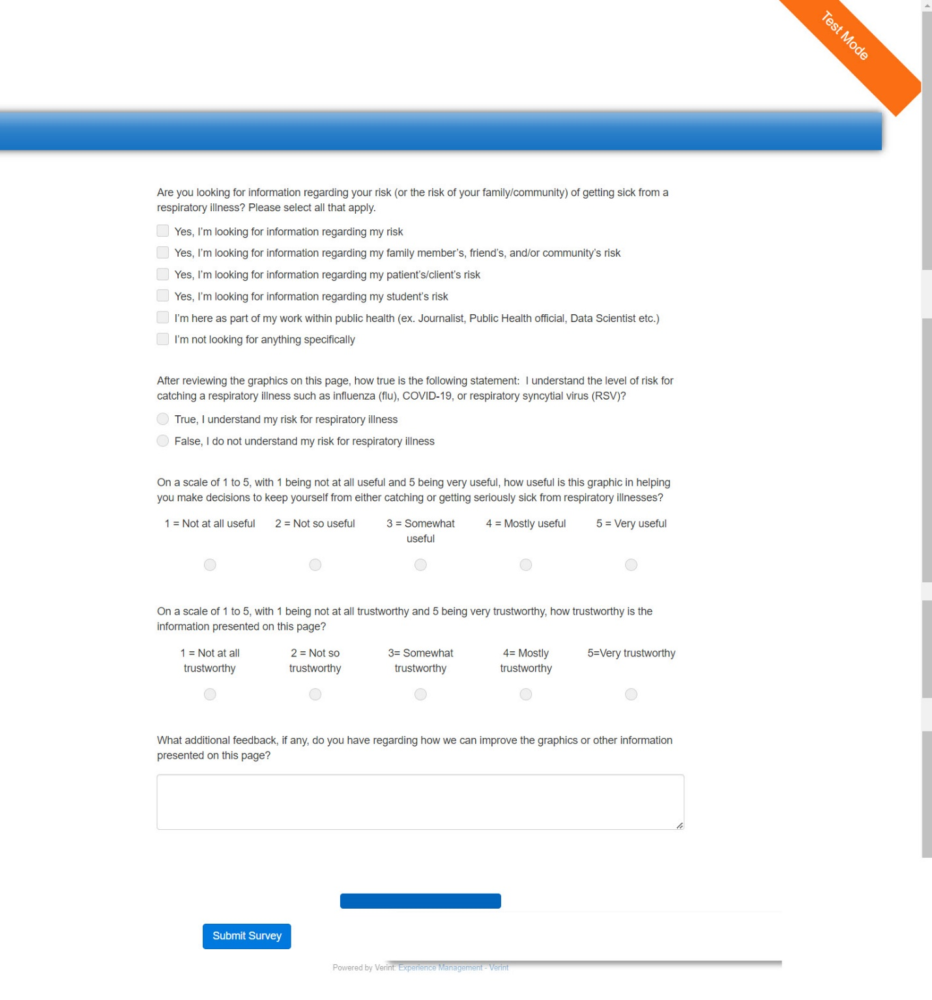 Test Mode
Are you looking for information regarding your risk (or the risk of your family/community) of getting sick from a
respiratory illness? Please select all that apply.
Yes, I'm looking for information regarding my risk
Yes, I'm looking for information regarding my family member's, friend's, and/or community's risk
Yes, I'm looking for information regarding my patient's/client's risk
Yes, I'm looking for information regarding my student's risk
I'm here as part of my work within public health (ex. Journalist, Public Health official, Data Scientist etc.)
I'm not looking for anything specifically
After reviewing the graphics on this page, how true is the following statement:  I understand the level of risk for
catching a respiratory illness such as influenza (flu), COVID-19, or respiratory syncytial virus (RSV)?
True, I understand my risk for respiratory illness
False, I do not understand my risk for respiratory illness
On a scale of 1 to 5, with 1 being not at all useful and 5 being very useful, how useful is this graphic in helping
you make decisions to keep yourself from either catching or getting seriously sick from respiratory illnesses?
1 = Not at all useful 2 = Not so useful 3 = Somewhat 4 = Mostly useful 5 = Very useful
useful
On a scale of 1 to 5, with 1 being not at all trustworthy and 5 being very trustworthy, how trustworthy is the
information presented on this page?
1 = Not at all 2 = Not so 3= Somewhat 4= Mostly 5=Very trustworthy
trustworthy trustworthy trustworthy trustworthy
What additional feedback, if any, do you have regarding how we can improve the graphics or other information
presented on this page?
Submit Survey
Powered by Verint: Experience Management - Verint